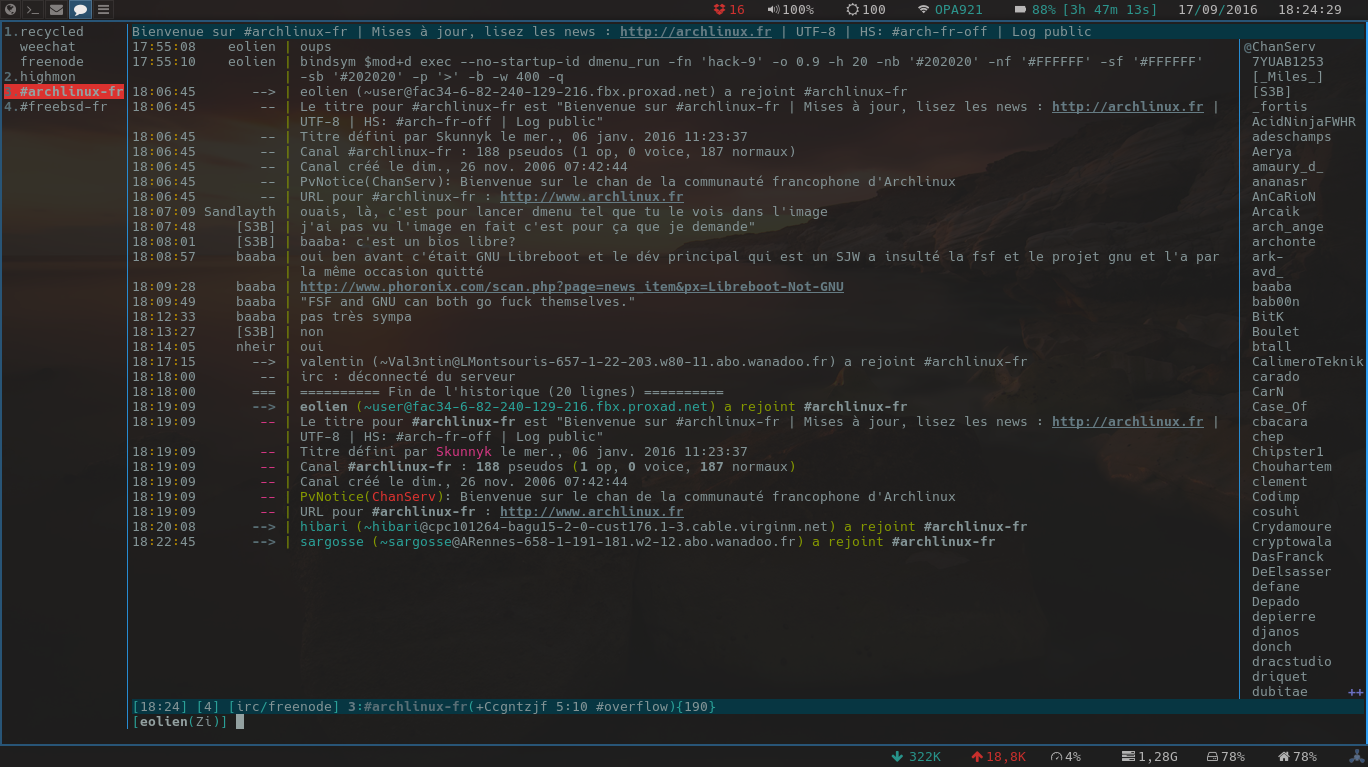 16 100% 100 OPA921 88% [3h 47m 13s] 17/09/2016 18:24:29
1.recycled
weechat
freenode
2.highmon
3.#archlinux-fr
4.#freebsd-fr
Bienvenue sur #archlinux-fr | Mises à jour, lisez les news : http://archlinux.fr | UTF-8 | HS: #arch-fr-off | Log public
17:55:08 eolien | oups
17:55:10 eolien | bindsym $mod+d exec --no-startup-id dmenu_run -fn 'hack-9' -o 0.9 -h 20 -nb '#202020' -nf '#FFFFFF' -sf '#FFFFFF'
| -sb '#202020' -p '>' -b -w 400 -q
18:06:45 --> | eolien (~user@fac34-6-82-240-129-216.fbx.proxad.net) a rejoint #archlinux-fr
18:06:45 -- | Le titre pour #archlinux-fr est "Bienvenue sur #archlinux-fr | Mises à jour, lisez les news : http://archlinux.fr |
| UTF-8 | HS: #arch-fr-off | Log public"
18:06:45 -- | Titre défini par Skunnyk le mer., 06 janv. 2016 11:23:37
18:06:45 -- | Canal #archlinux-fr : 188 pseudos (1 op, 0 voice, 187 normaux)
18:06:45 -- | Canal créé le dim., 26 nov. 2006 07:42:44
18:06:45 -- | PvNotice(ChanServ): Bienvenue sur le chan de la communauté francophone d'Archlinux
18:06:45 -- | URL pour #archlinux-fr : http://www.archlinux.fr
18:07:09 Sandlayth | ouais, là, c'est pour lancer dmenu tel que tu le vois dans l'image
18:07:48 [S3B] | j'ai pas vu l'image en fait c'est pour ça que je demande"
18:08:01 [S3B] | baaba: c'est un bios libre?
18:08:57 baaba | oui ben avant c'était GNU Libreboot et le dév principal qui est un SJW a insulté la fsf et le projet gnu et l'a par
| la même occasion quitté
18:09:28 baaba | http://www.phoronix.com/scan.php?page=news_item&px=Libreboot-Not-GNU
18:09:49 baaba | "FSF and GNU can both go fuck themselves."
18:12:33 baaba | pas très sympa
18:13:27 [S3B] | non
18:14:05 nheir | oui
18:17:15 --> | valentin (~Val3ntin@LMontsouris-657-1-22-203.w80-11.abo.wanadoo.fr) a rejoint #archlinux-fr
18:18:00 -- | irc : déconnecté du serveur
18:18:00 === | ========== Fin de l'historique (20 lignes) ==========
18:19:09 --> | eolien (~user@fac34-6-82-240-129-216.fbx.proxad.net) a rejoint #archlinux-fr
18:19:09 -- | Le titre pour #archlinux-fr est "Bienvenue sur #archlinux-fr | Mises à jour, lisez les news : http://archlinux.fr |
| UTF-8 | HS: #arch-fr-off | Log public"
18:19:09 -- | Titre défini par Skunnyk le mer., 06 janv. 2016 11:23:37
18:19:09 -- | Canal #archlinux-fr : 188 pseudos (1 op, 0 voice, 187 normaux)
18:19:09 -- | Canal créé le dim., 26 nov. 2006 07:42:44
18:19:09 -- | PvNotice(ChanServ): Bienvenue sur le chan de la communauté francophone d'Archlinux
18:19:09 -- | URL pour #archlinux-fr : http://www.archlinux.fr
18:20:08 --> | hibari (~hibari@cpc101264-bagu15-2-0-cust176.1-3.cable.virginm.net) a rejoint #archlinux-fr
18:22:45 --> | sargosse (~sargosse@ARennes-658-1-191-181.w2-12.abo.wanadoo.fr) a rejoint #archlinux-fr
@ChanServ
7YUAB1253
[_Miles_]
[S3B]
_fortis
AcidNinjaFWHR
adeschamps
Aerya
amaury_d_
ananasr
AnCaRioN
Arcaik
arch_ange
archonte
ark-
avd_
baaba
bab00n
BitK
Boulet
btall
CalimeroTeknik
carado
CarN
Case_Of
cbacara
chep
Chipster1
Chouhartem
clement
Codimp
cosuhi
Crydamoure
cryptowala
DasFranck
DeElsasser
defane
Depado
depierre
djanos
donch
dracstudio
driquet
dubitae ++
[18:24] [4] [irc/freenode] 3:#archlinux-fr(+Ccgntzjf 5:10 #overflow){190}
[eolien(Zi)]
322K 18,8K 4% 1,28G 78% 78%